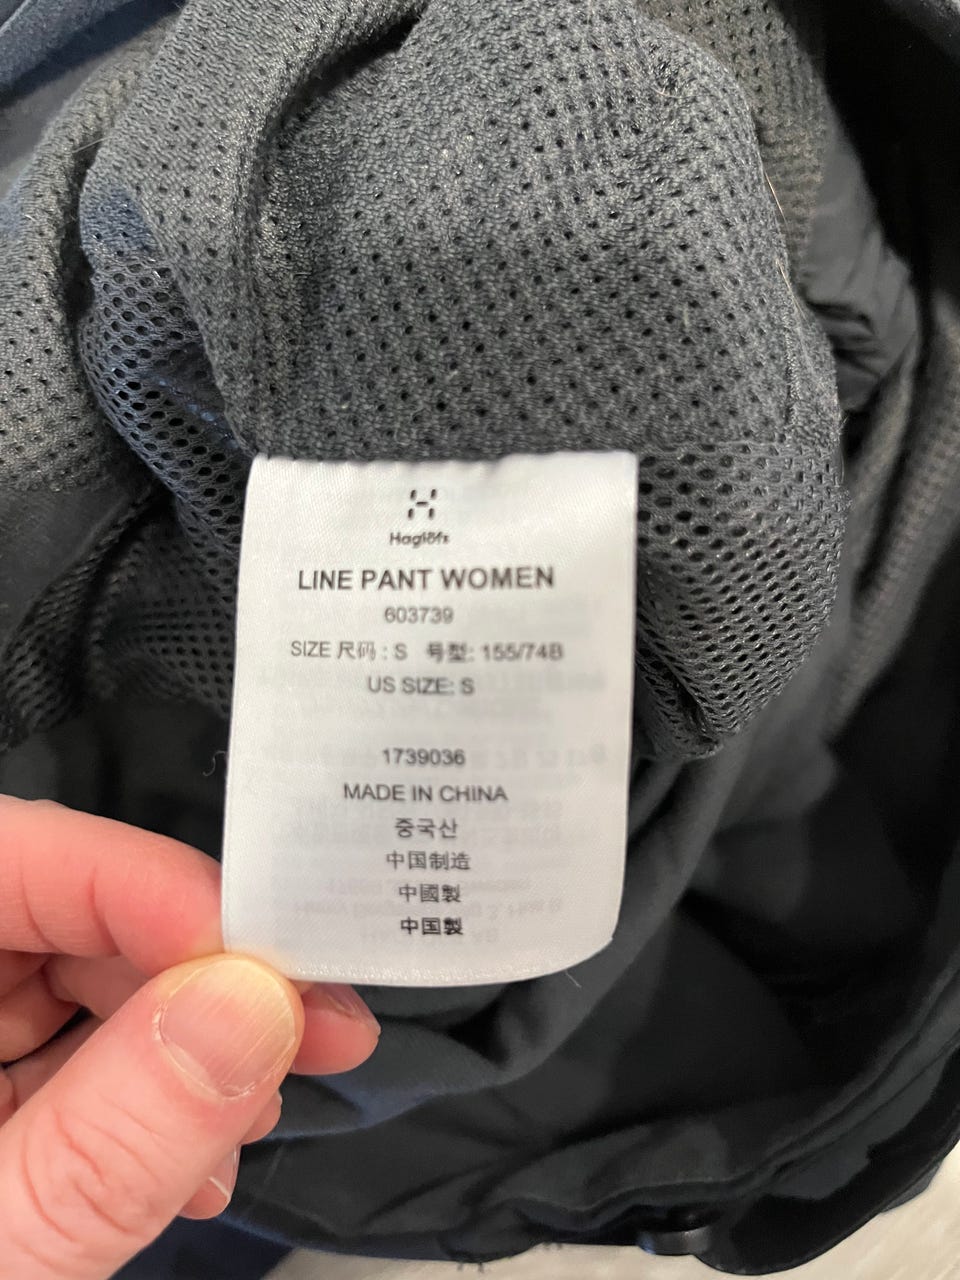 Haglöfs
LINE PANT WOMEN
603739
SIZE 尺码 : S 号型: 155/74B
US SIZE: S
1739036
MADE IN CHINA
중국산
中国制造
中國製
中国製